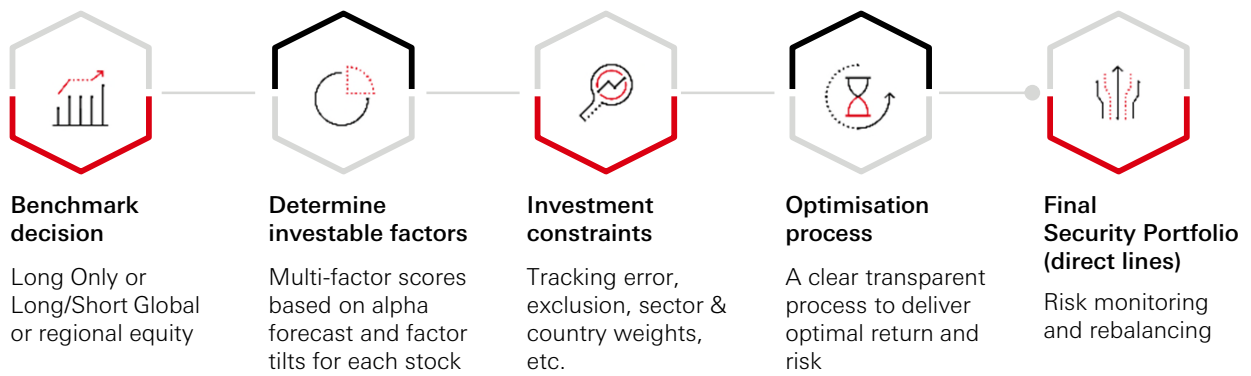 Benchmark
decision
Long Only or
Long/Short Global
or regional equity
Determine
investable factors
Multi-factor scores
based on alpha
forecast and factor
tilts for each stock
Investment
constraints
Tracking error,
exclusion, sector &
country weights,
etc.
Optimisation
process
A clear transparent
process to deliver
optimal return and
risk
Final
Security Portfolio
(direct lines)
Risk monitoring
and rebalancing